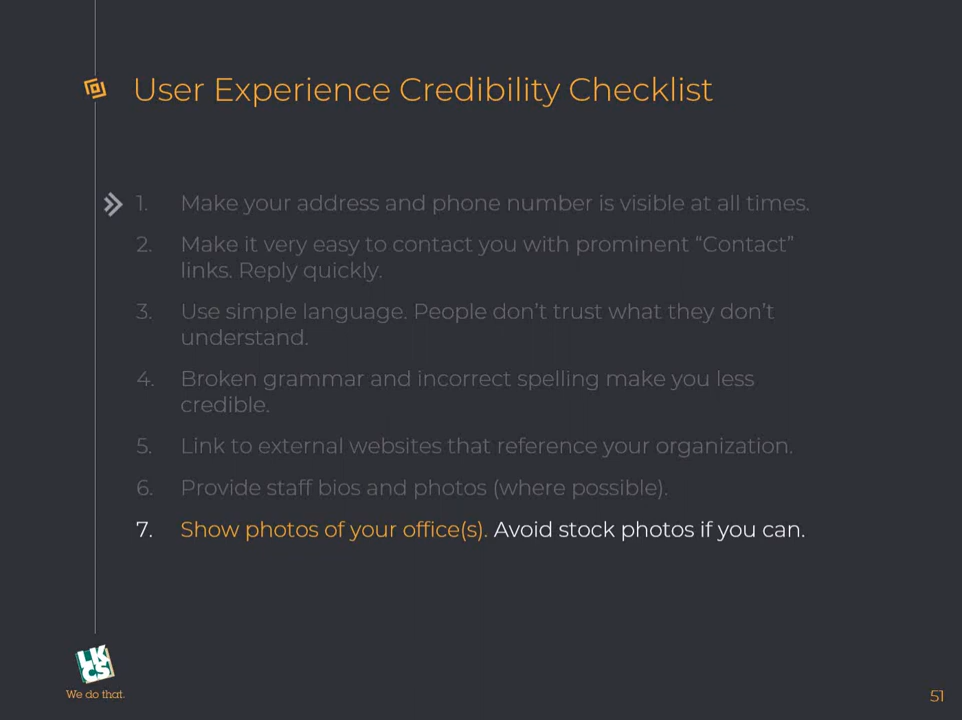 User Experience Credibility Checklist
1. Make your address and phone number is visible at all times.
2. Make it very easy to contact you with prominent “Contact”
links. Reply quickly.
3. Use simple language. People don’t trust what they don’t
understand.
4. Broken grammar and incorrect spelling make you less
credible.
5. Link to external websites that reference your organization.
6. Provide staff bios and photos (where possible).
7. Show photos of your office(s). Avoid stock photos if you can.
LK
CS
We do that.
51